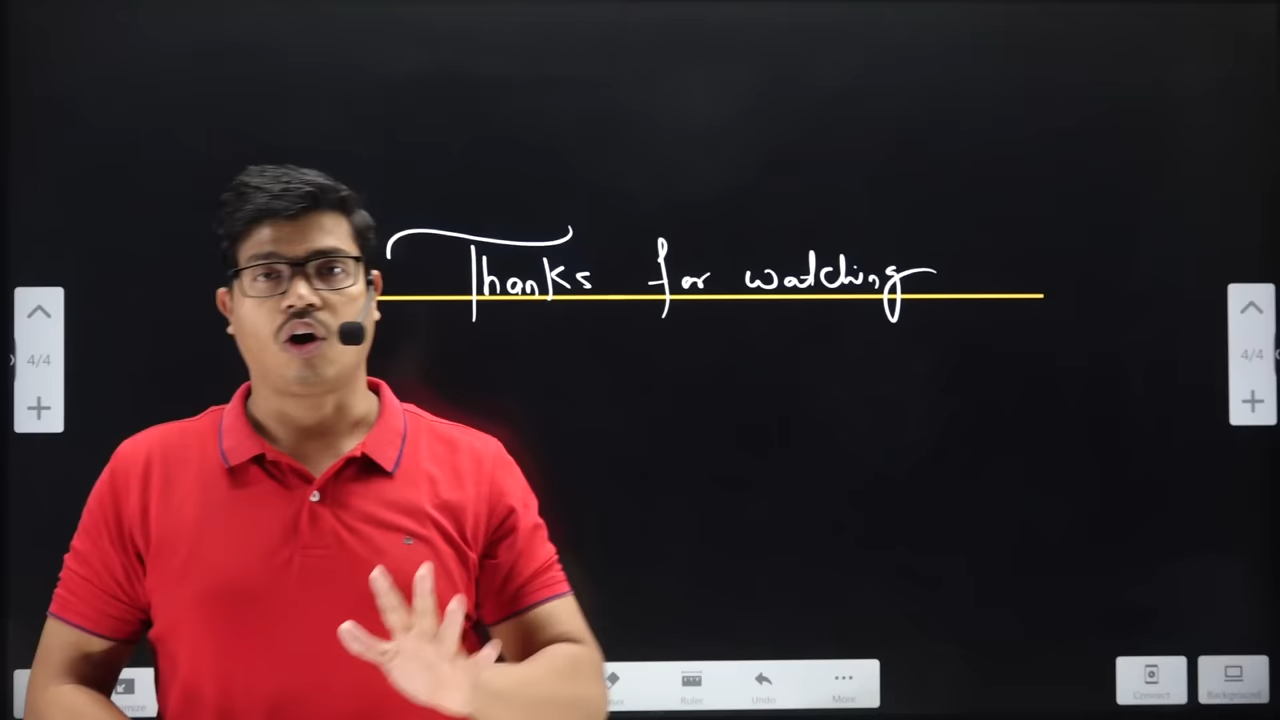 Thanks for watching
4/4
4/4
Ruler
Undo
More
Connect
Background